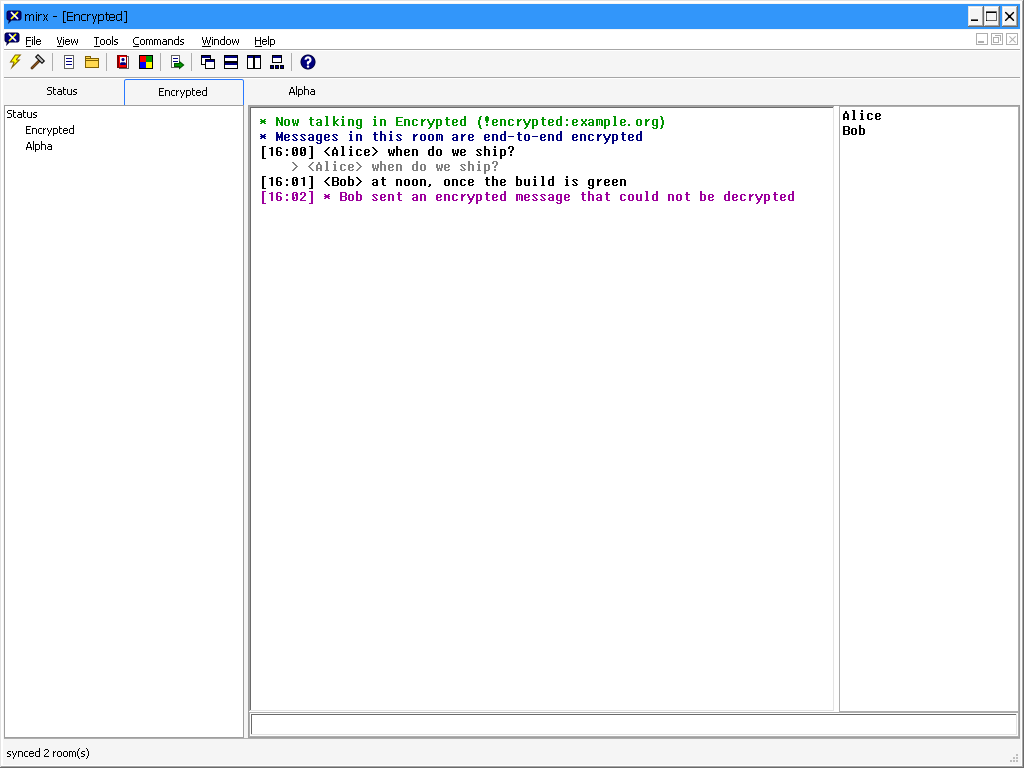 mirx - [Encrypted]
File View Tools Commands Window Help
Status Encrypted Alpha
Status
Encrypted
Alpha
* Now talking in Encrypted (!encrypted:example.org)
* Messages in this room are end-to-end encrypted
[16:00] <Alice> when do we ship?
> <Alice> when do we ship?
[16:01] <Bob> at noon, once the build is green
[16:02] * Bob sent an encrypted message that could not be decrypted
Alice
Bob
synced 2 room(s)